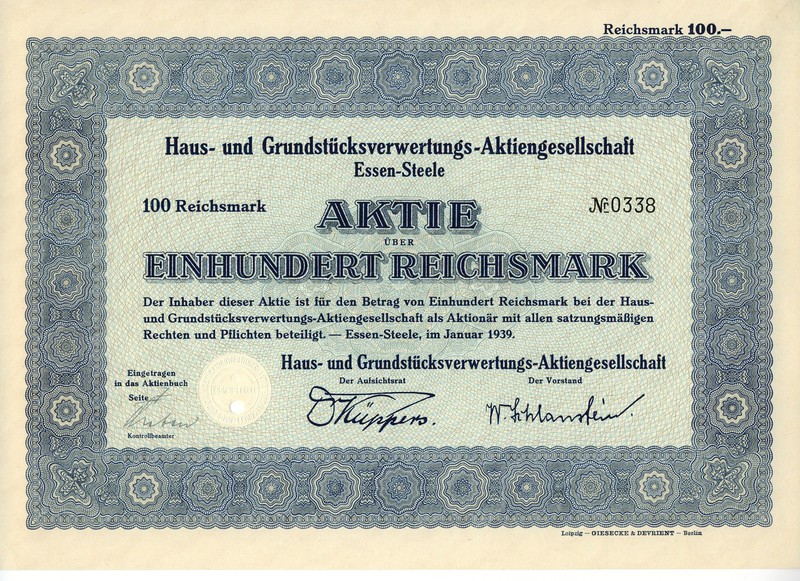 Reichsmark 100.—
Haus- und Grundstücksverwertungs-Aktiengesellschaft
Essen-Steele
100 Reichsmark
AKTIE
№ 0338
ÜBER
EINHUNDERT REICHSMARK
Der Inhaber dieser Aktie ist für den Betrag von Einhundert Reichsmark bei der Haus-
und Grundstücksverwertungs-Aktiengesellschaft als Aktionär mit allen satzungsmäßigen
Rechten und Pflichten beteiligt. — Essen-Steele, im Januar 1939.
Haus- und Grundstücksverwertungs-Aktiengesellschaft
Der Aufsichtsrat
Der Vorstand
Eingetragen
in das Aktienbuch
Seite
Kontrollbeamter
Küppers.
W. Schlanstein.
Leipzig — GIESECKE & DEVRIENT — Berlin